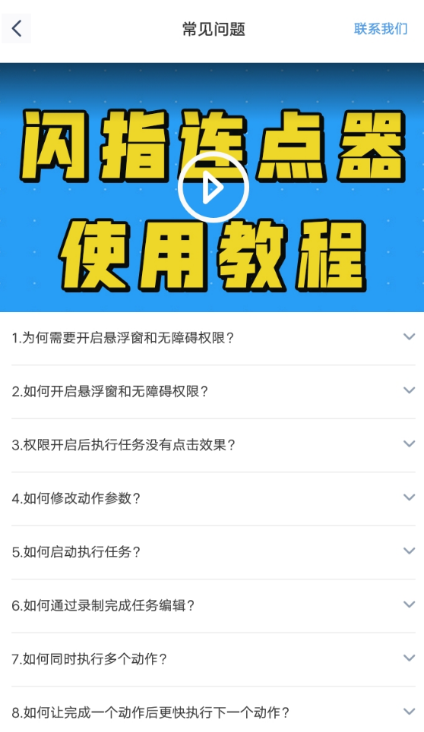 常见问题
联系我们
闪指连点器
使用教程
1.为何需要开启悬浮窗和无障碍权限?
2.如何开启悬浮窗和无障碍权限?
3.权限开启后执行任务没有点击效果?
4.如何修改动作参数?
5.如何启动执行任务?
6.如何通过录制完成任务编辑?
7.如何同时执行多个动作?
8.如何让完成一个动作后更快执行下一个动作?